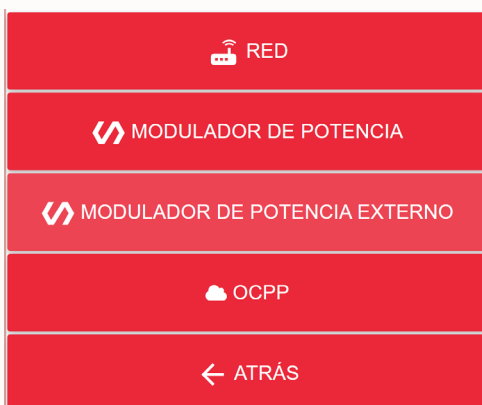 RED
MODULADOR DE POTENCIA
MODULADOR DE POTENCIA EXTERNO
OCPP
ATRÁS